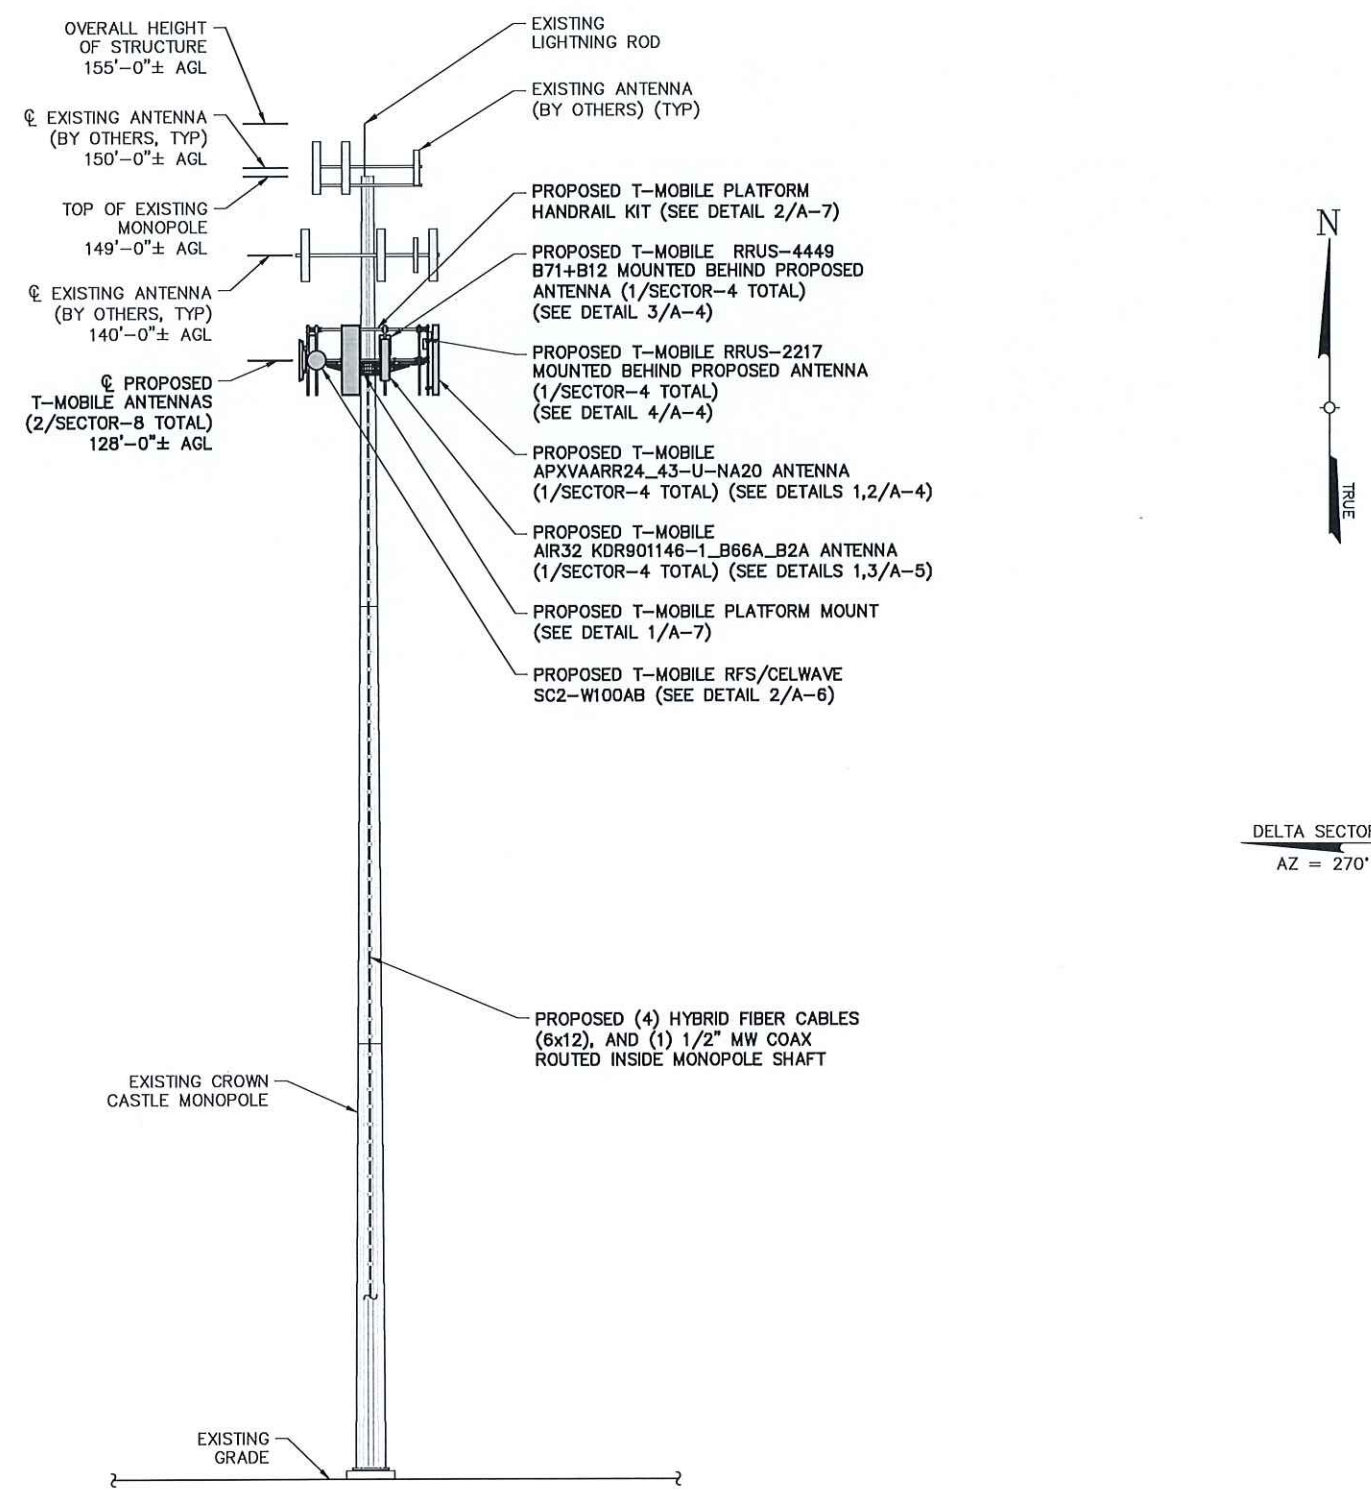 OVERALL HEIGHT
OF STRUCTURE
155'-0"± AGL
℄ EXISTING ANTENNA
(BY OTHERS, TYP)
150'-0"± AGL
TOP OF EXISTING
MONOPOLE
149'-0"± AGL
℄ EXISTING ANTENNA
(BY OTHERS, TYP)
140'-0"± AGL
℄ PROPOSED
T-MOBILE ANTENNAS
(2/SECTOR-8 TOTAL)
128'-0"± AGL
EXISTING
LIGHTNING ROD
EXISTING ANTENNA
(BY OTHERS) (TYP)
PROPOSED T-MOBILE PLATFORM
HANDRAIL KIT (SEE DETAIL 2/A-7)
PROPOSED T-MOBILE RRUS-4449
B71+B12 MOUNTED BEHIND PROPOSED
ANTENNA (1/SECTOR-4 TOTAL)
(SEE DETAIL 3/A-4)
PROPOSED T-MOBILE RRUS-2217
MOUNTED BEHIND PROPOSED ANTENNA
(1/SECTOR-4 TOTAL)
(SEE DETAIL 4/A-4)
PROPOSED T-MOBILE
APXVAARR24_43-U-NA20 ANTENNA
(1/SECTOR-4 TOTAL) (SEE DETAILS 1,2/A-4)
PROPOSED T-MOBILE
AIR32 KDR901146-1_B66A_B2A ANTENNA
(1/SECTOR-4 TOTAL) (SEE DETAILS 1,3/A-5)
PROPOSED T-MOBILE PLATFORM MOUNT
(SEE DETAIL 1/A-7)
PROPOSED T-MOBILE RFS/CELWAVE
SC2-W100AB (SEE DETAIL 2/A-6)
PROPOSED (4) HYBRID FIBER CABLES
(6x12), AND (1) 1/2" MW COAX
ROUTED INSIDE MONOPOLE SHAFT
EXISTING CROWN
CASTLE MONOPOLE
EXISTING
GRADE
N
TRUE
DELTA SECTOR
AZ = 270°